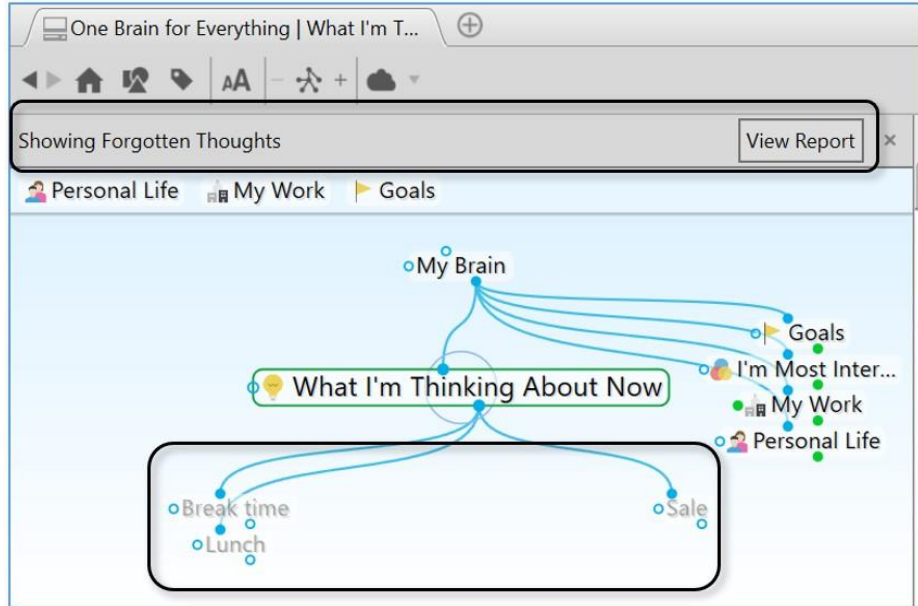 One Brain for Everything | What I'm T...
AA
Showing Forgotten Thoughts
View Report
Personal Life
My Work
Goals
My Brain
Goals
I'm Most Inter...
What I'm Thinking About Now
My Work
Personal Life
Break time
Sale
Lunch